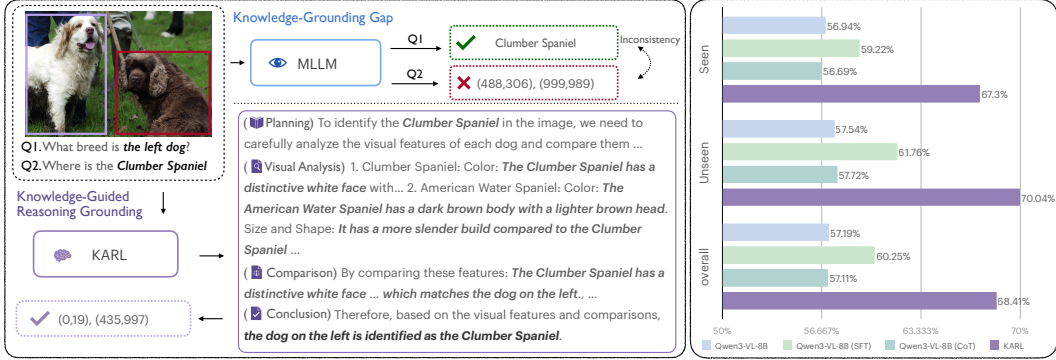 Knowledge-Grounding Gap
MLLM
Q1
Clumber Spaniel
Q2
(488,306), (999,989)
Inconsistency
Q1.What breed is the left dog?
Q2.Where is the Clumber Spaniel
Knowledge-Guided
Reasoning Grounding
KARL
(0,19), (435,997)
( Planning) To identify the Clumber Spaniel in the image, we need to
carefully analyze the visual features of each dog and compare them ...
( Visual Analysis) 1. Clumber Spaniel: Color: The Clumber Spaniel has a
distinctive white face with... 2. American Water Spaniel: Color: The
American Water Spaniel has a dark brown body with a lighter brown head.
Size and Shape: It has a more slender build compared to the Clumber
Spaniel ...
( Comparison) By comparing these features: The Clumber Spaniel has a
distinctive white face ... which matches the dog on the left., ...
( Conclusion) Therefore, based on the visual features and comparisons,
the dog on the left is identified as the Clumber Spaniel.
Seen
56.94%
59.22%
56.69%
67.3%
Unseen
57.54%
61.76%
57.72%
70.04%
overall
57.19%
60.25%
57.11%
68.41%
50%
56.667%
63.333%
70%
Qwen3-VL-8B
Qwen3-VL-8B (SFT)
Qwen3-VL-8B (CoT)
KARL